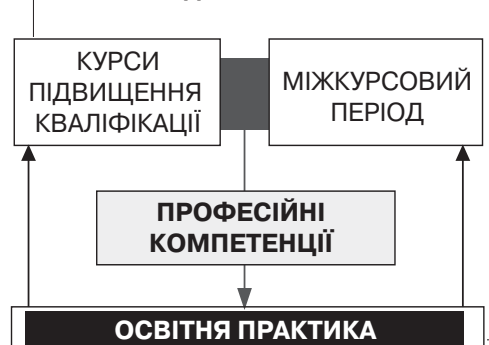 КУРСИ
ПІДВИЩЕННЯ
КВАЛІФІКАЦІЇ
МІЖКУРСОВИЙ
ПЕРІОД
ПРОФЕСІЙНІ
КОМПЕТЕНЦІЇ
ОСВІТНЯ ПРАКТИКА